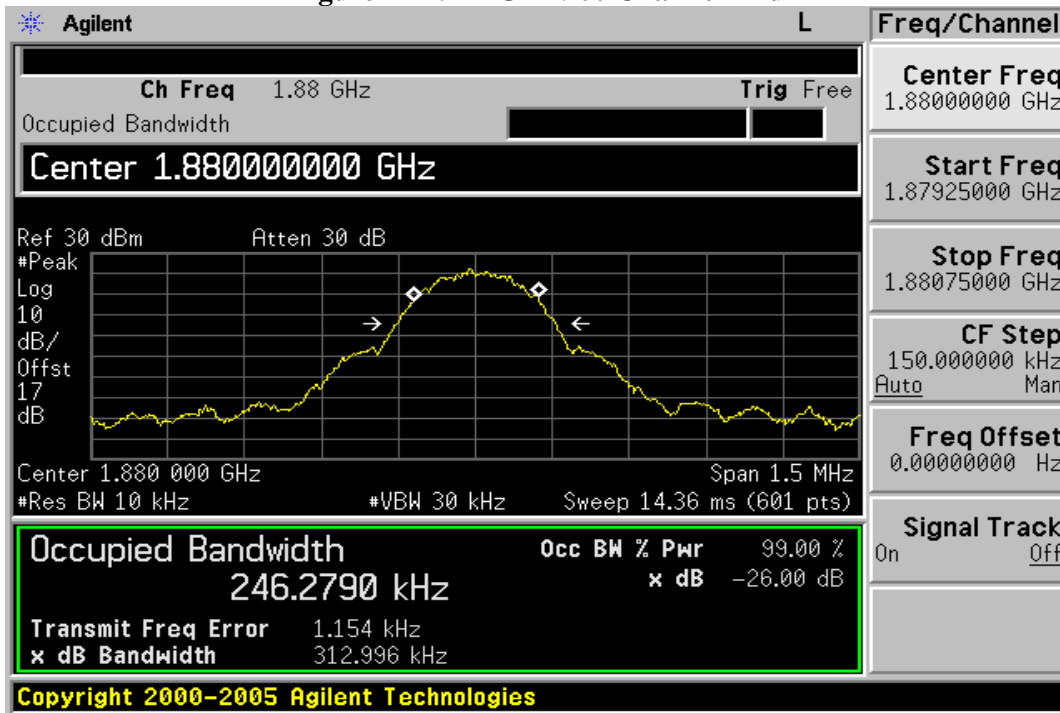 Agilent
L
Freq/Channel
Ch Freq 1.88 GHz
Trig Free
Occupied Bandwidth
Center 1.880000000 GHz
Ref 30 dBm Atten 30 dB
#Peak
Log
10
dB/
Offst
17
dB
Center 1.880 000 GHz
Span 1.5 MHz
#Res BW 10 kHz
#VBW 30 kHz
Sweep 14.36 ms (601 pts)
Occupied Bandwidth
246.2790 kHz
Occ BW % Pwr 99.00 %
x dB -26.00 dB
Transmit Freq Error 1.154 kHz
x dB Bandwidth 312.996 kHz
Center Freq
1.88000000 GHz
Start Freq
1.87925000 GHz
Stop Freq
1.88075000 GHz
CF Step
150.000000 kHz
Auto Man
Freq Offset
0.00000000 Hz
Signal Track
On Off
Copyright 2000-2005 Agilent Technologies